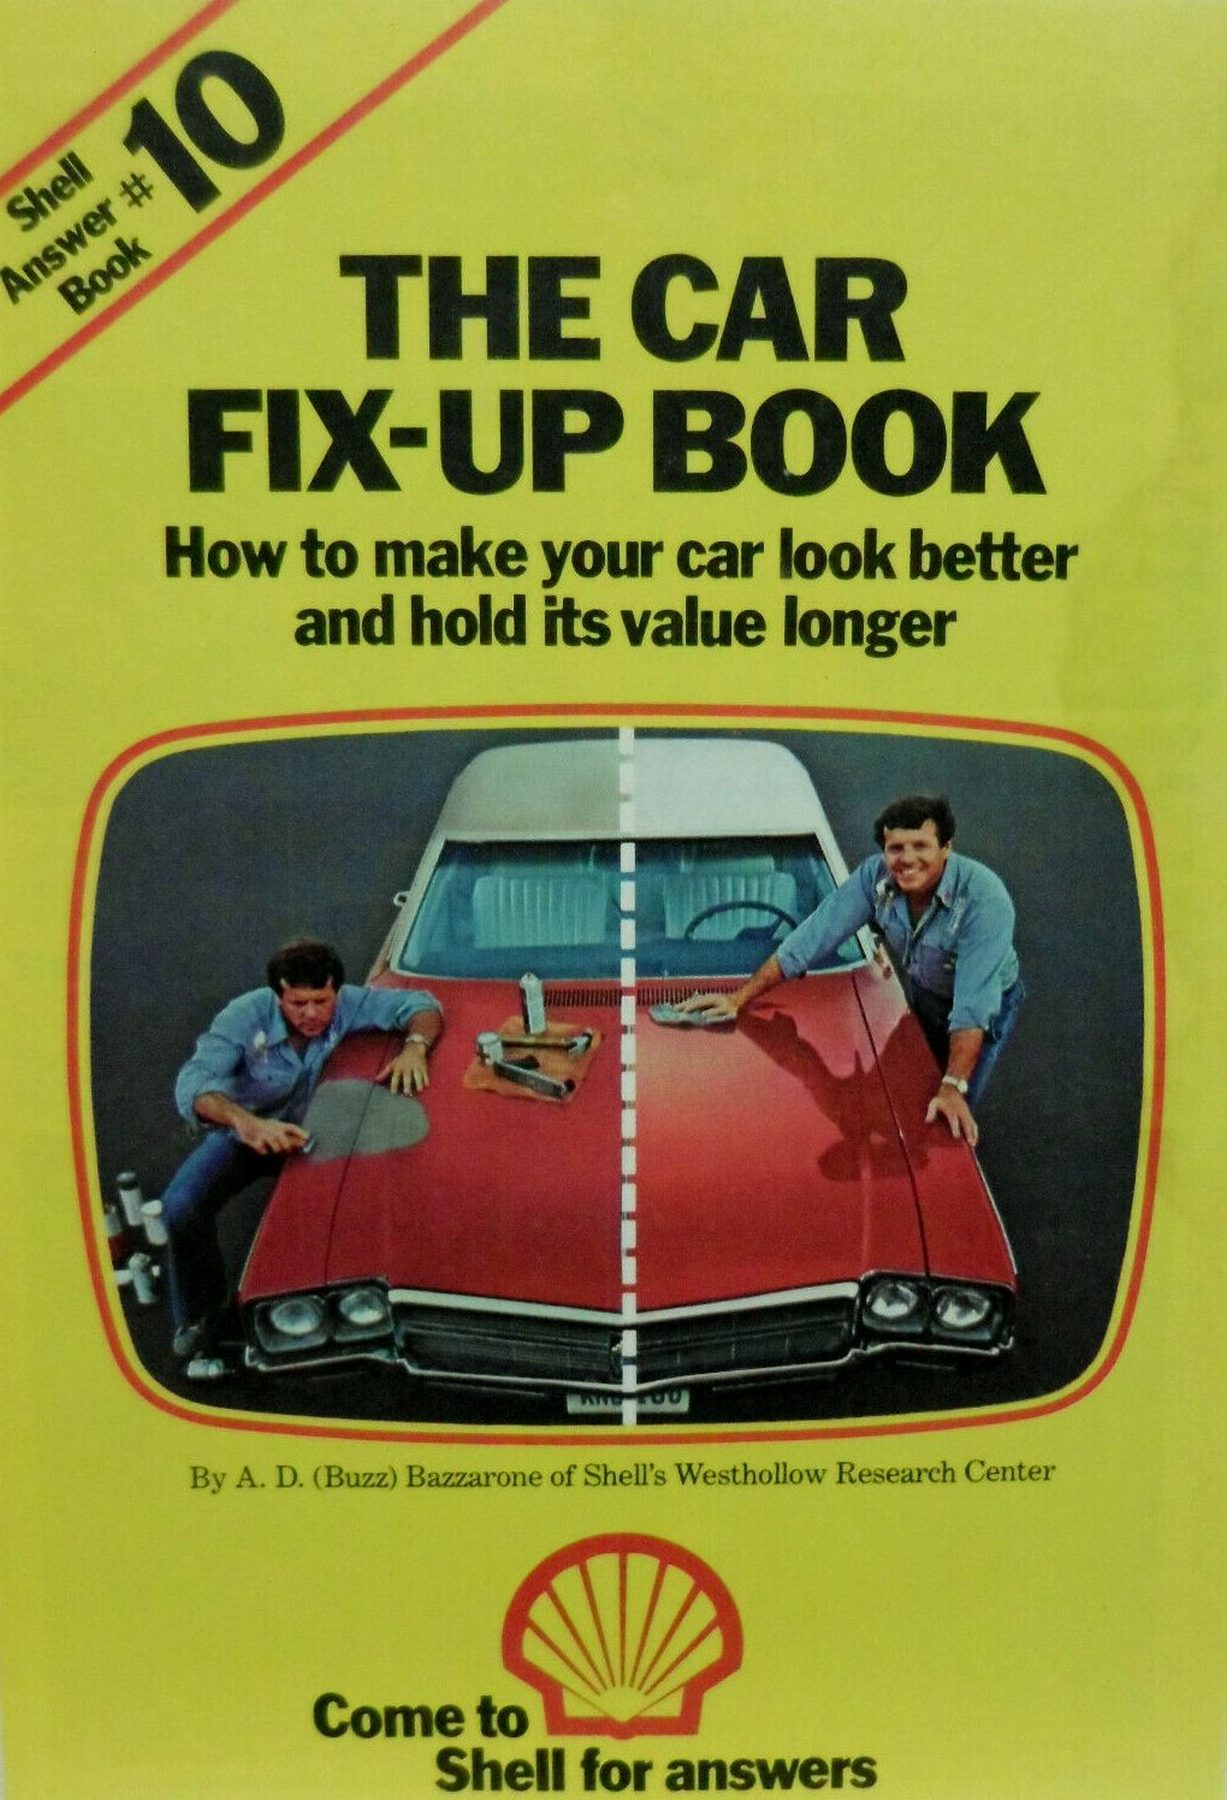 Shell
Answer #10
Book
THE CAR
FIX-UP BOOK
How to make your car look better
and hold its value longer
By A. D. (Buzz) Bazzarone of Shell's Westhollow Research Center
Come to
Shell for answers